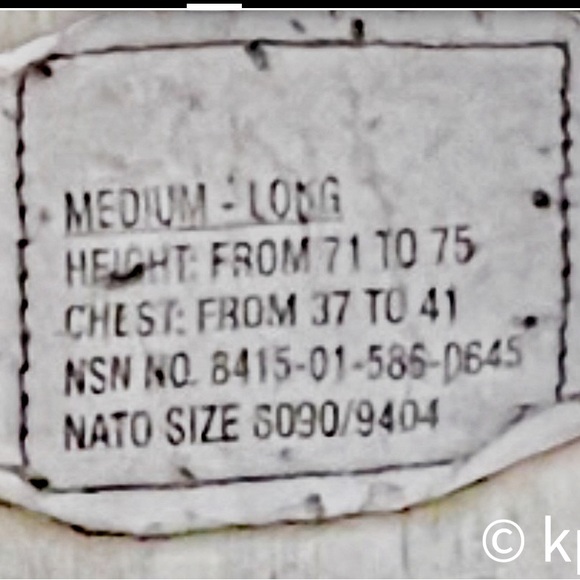 MEDIUM - LONG
HEIGHT: FROM 71 TO 75
CHEST: FROM 37 TO 41
NSN NO. 8415-01-586-0645
NATO SIZE 8090/9404
©